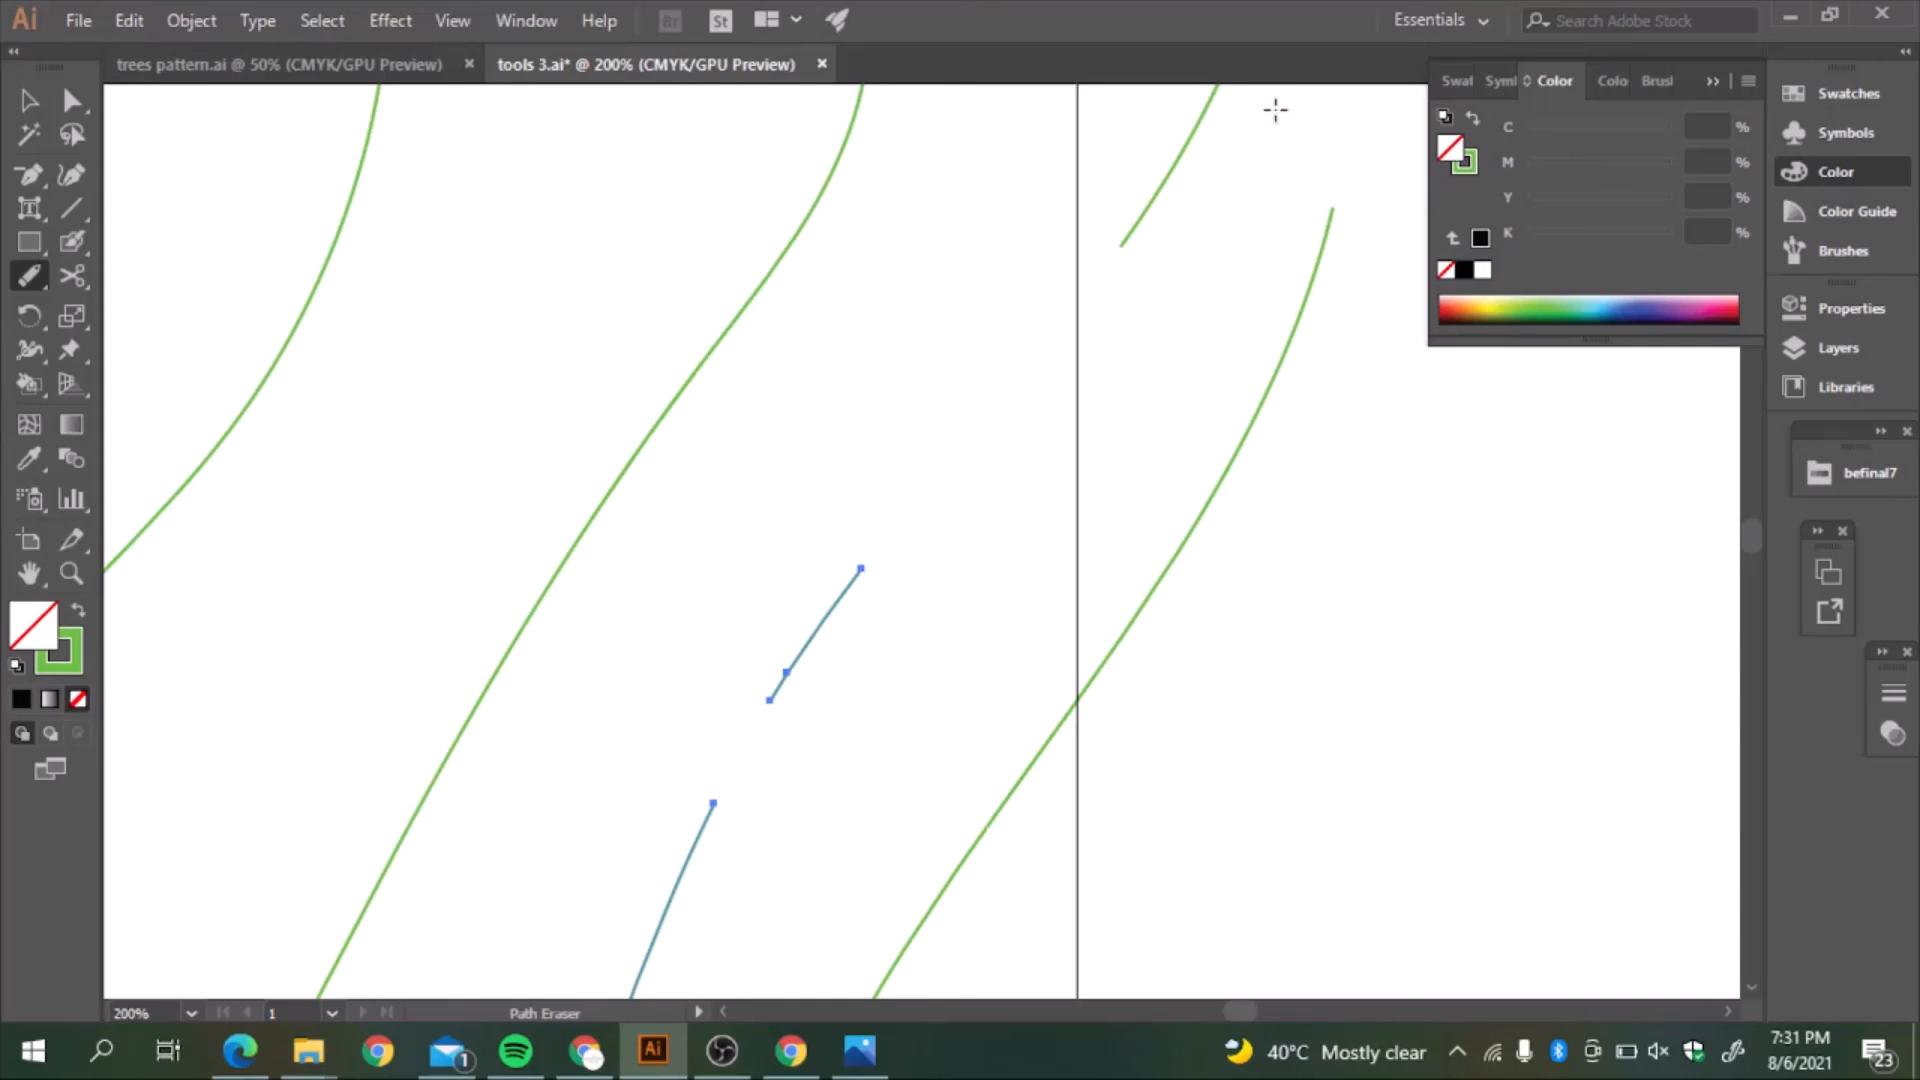 Ai File Edit Object Type Select Effect View Window Help Br St Essentials Search Adobe Stock
trees pattern.ai @ 50% (CMYK/GPU Preview) × tools 3.ai* @ 200% (CMYK/GPU Preview) ×
Swat Syml Color Colo Brusl
C %
M %
Y %
K %
Swatches
Symbols
Color
Color Guide
Brushes
Properties
Layers
Libraries
befinal7
200% 1 Path Eraser
1 Ai 40°C Mostly clear 7:31 PM
8/6/2021 23